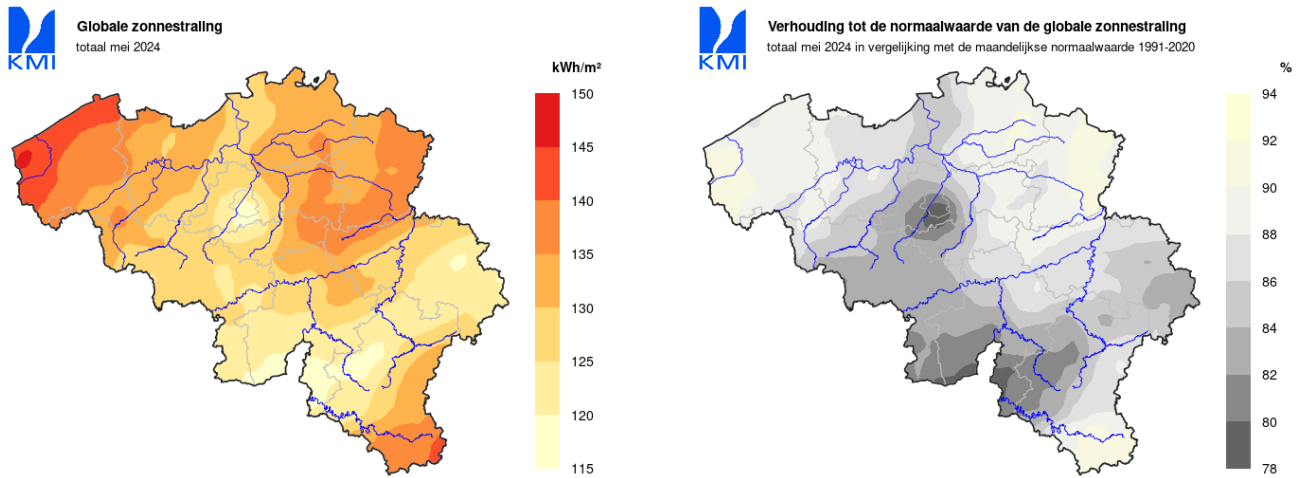 KMI
Globale zonnestraling
totaal mei 2024
kWh/m²
150
145
140
135
130
125
120
115
KMI
Verhouding tot de normaalwaarde van de globale zonnestraling
totaal mei 2024 in vergelijking met de maandelijkse normaalwaarde 1991-2020
%
94
92
90
88
86
84
82
80
78